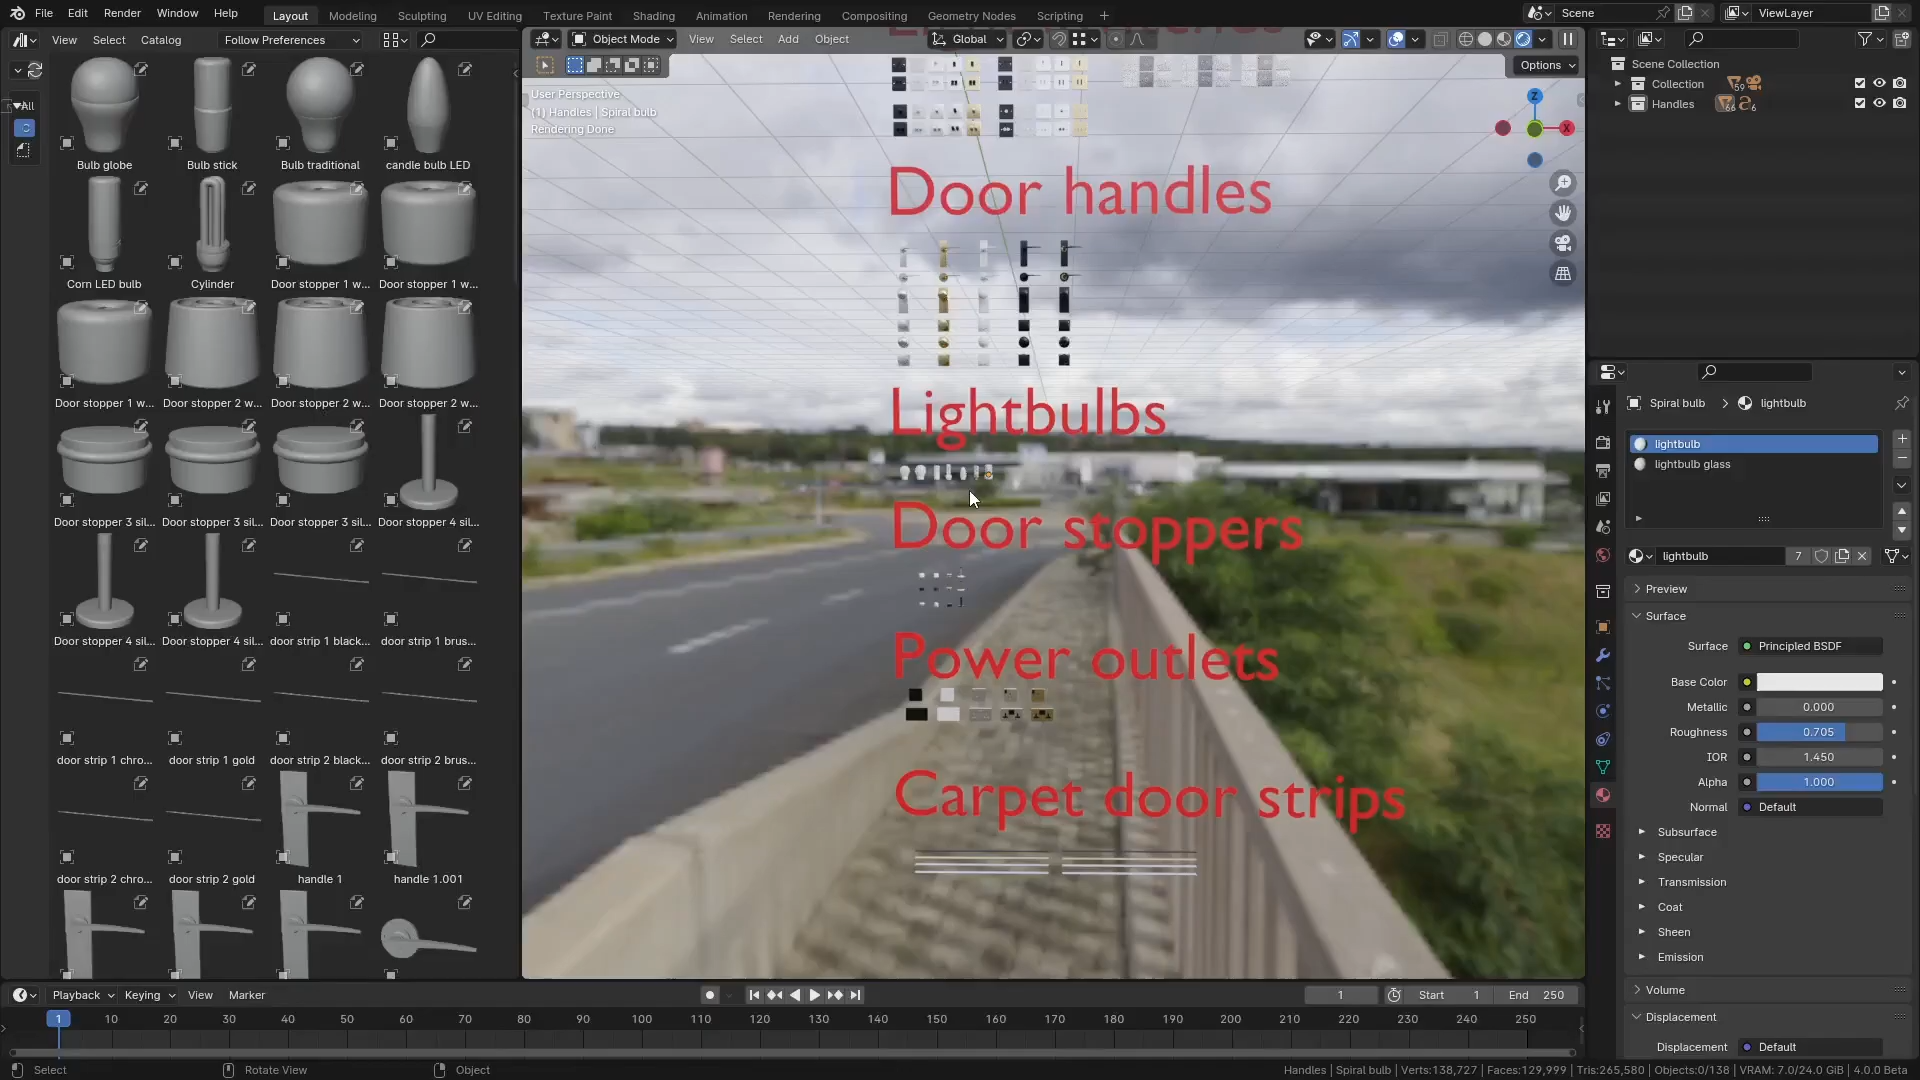 File Edit Render Window Help Layout Modeling Sculpting UV Editing Texture Paint Shading Animation Rendering Compositing Geometry Nodes Scripting + Scene ViewLayer
View Select Catalog Follow Preferences Object Mode View Select Add Object Global
Options
All
User Perspective
(1) Handles | Spiral bulb
Rendering Done
Z
X
Scene Collection
Collection 59
Handles 66 6
Bulb globe Bulb stick Bulb traditional candle bulb LED
Corn LED bulb Cylinder Door stopper 1 w... Door stopper 1 w...
Door stopper 1 w... Door stopper 2 w... Door stopper 2 w... Door stopper 2 w...
Door stopper 3 sil... Door stopper 3 sil... Door stopper 3 sil... Door stopper 4 sil...
Door stopper 4 sil... Door stopper 4 sil... door strip 1 black... door strip 1 brus...
door strip 1 chro... door strip 1 gold door strip 2 black... door strip 2 brus...
door strip 2 chro... door strip 2 gold handle 1 handle 1.001
Door handles
Lightbulbs
Door stoppers
Power outlets
Carpet door strips
Spiral bulb > lightbulb
lightbulb
lightbulb glass
lightbulb 7
Preview
Surface
Surface Principled BSDF
Base Color
Metallic 0.000
Roughness 0.705
IOR 1.450
Alpha 1.000
Normal Default
Subsurface
Specular
Transmission
Coat
Sheen
Emission
Volume
Displacement
Displacement Default
Playback Keying View Marker 1 Start 1 End 250
1 10 20 30 40 50 60 70 80 90 100 110 120 130 140 150 160 170 180 190 200 210 220 230 240 250
Select Rotate View Object Handles | Spiral bulb | Verts:138,727 | Faces:129,999 | Tris:265,580 | Objects:0/138 | VRAM: 7.0/24.0 GiB | 4.0.0 Beta